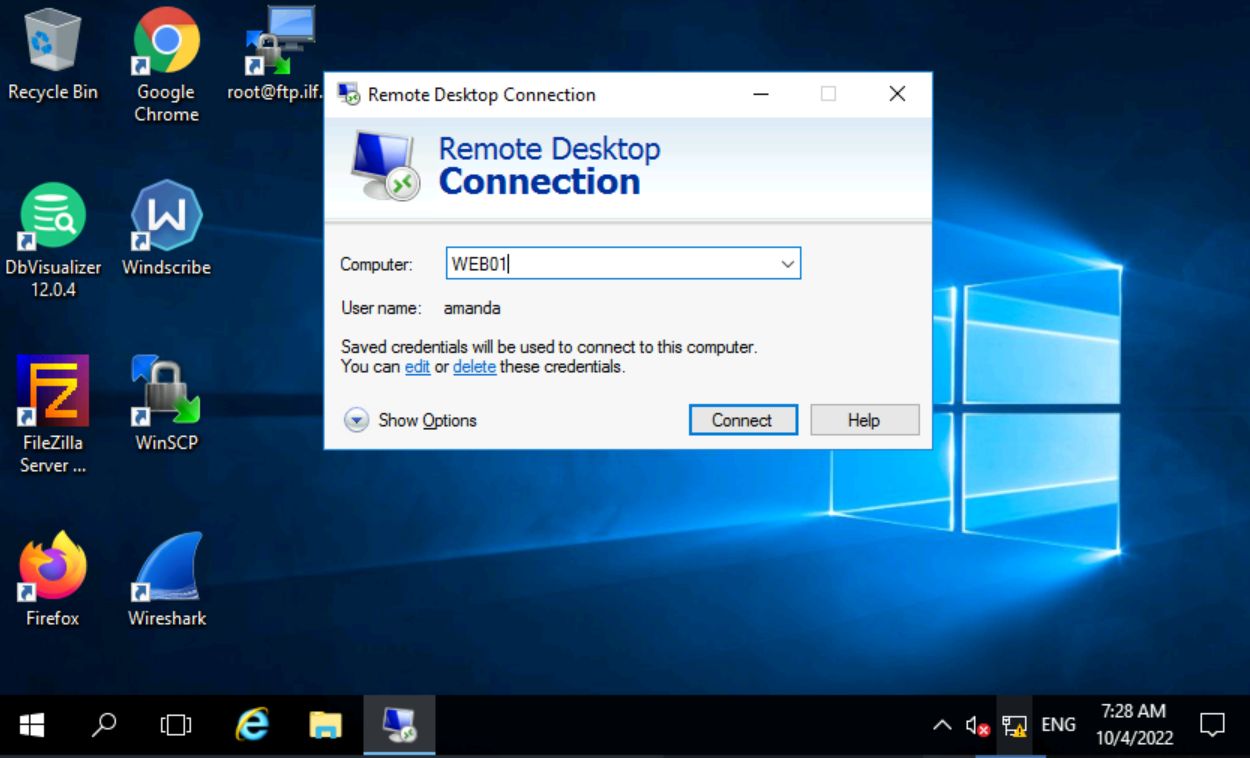 Recycle Bin
Google
Chrome
root@ftp.ilf.
DbVisualizer
12.0.4
Windscribe
FileZilla
Server ...
WinSCP
Firefox
Wireshark
Remote Desktop Connection
Remote Desktop
Connection
Computer: WEB01
User name: amanda
Saved credentials will be used to connect to this computer.
You can edit or delete these credentials.
Show Options
Connect
Help
ENG
7:28 AM
10/4/2022